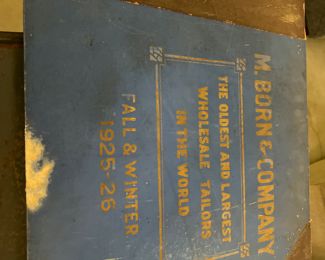 M. BORN & COMPANY
THE OLDEST AND LARGEST
WHOLESALE TAILORS
IN THE WORLD
FALL & WINTER
1925-26